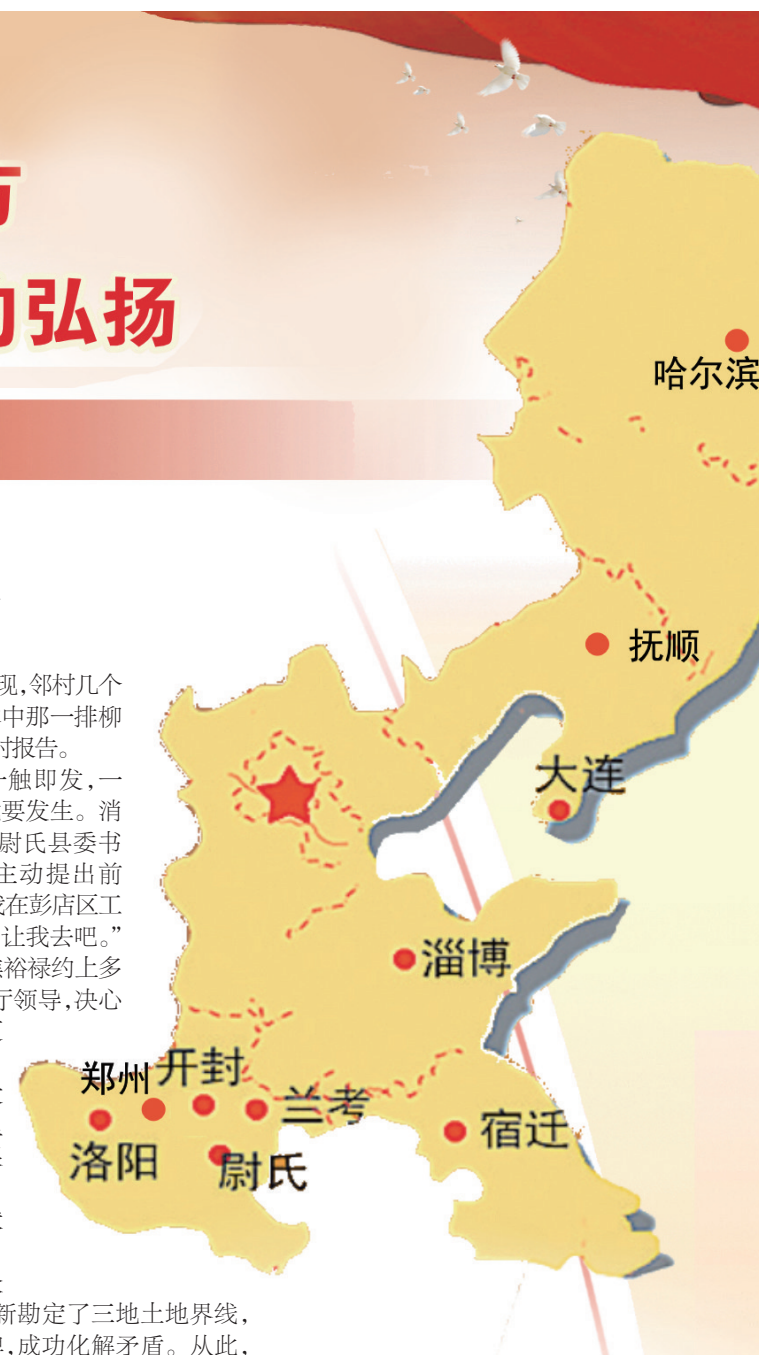 弘扬
哈尔滨
抚顺
现,邻村几个
中那一排柳
村报告。
一触即发,一
要发生。消
尉氏县委书
主动提出前
我在彭店区工
让我去吧。”
焦裕禄约上多
厅领导,决心
大连
淄博
郑州
开封
兰考
宿迁
洛阳
尉氏
新勘定了三地土地界线,
,成功化解矛盾。从此,